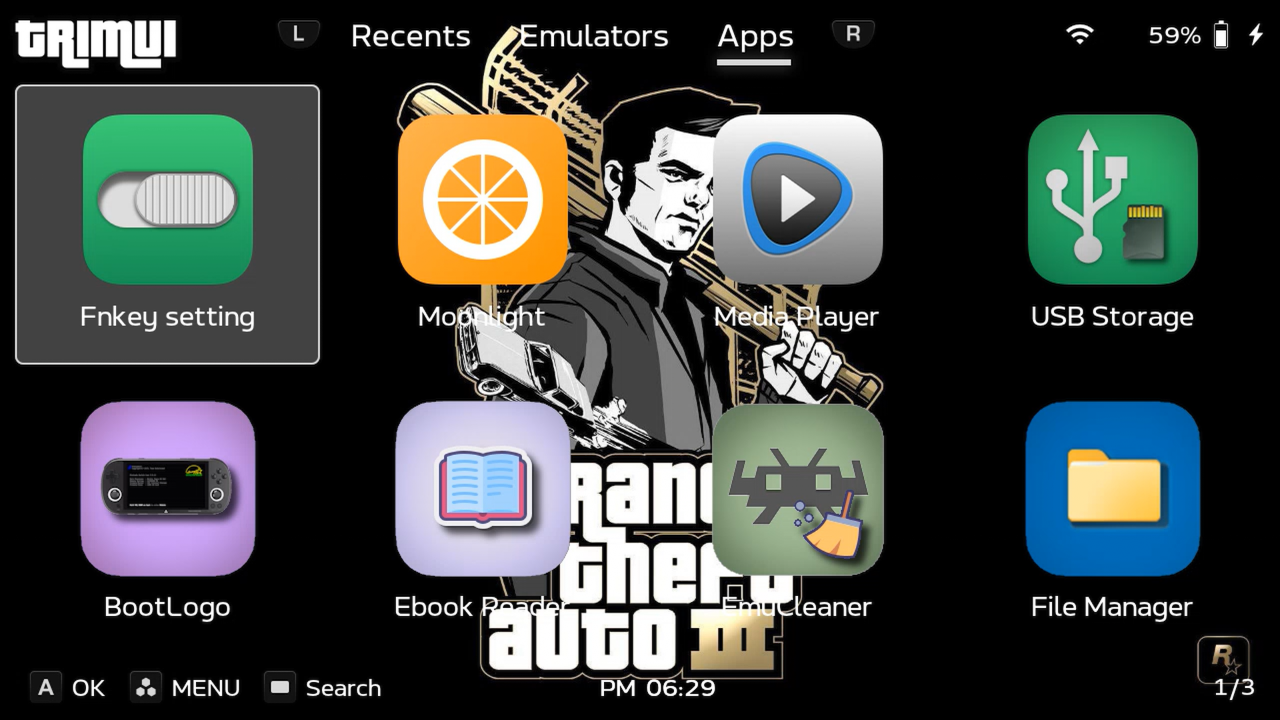 TRIMUI
L
Recents
Emulators
Apps
R
59%
Fnkey setting
Moonlight
Media Player
USB Storage
BootLogo
Ebook Reader
EmuCleaner
File Manager
Grand
theft
auto III
A OK
MENU
Search
PM 06:29
R
1/3